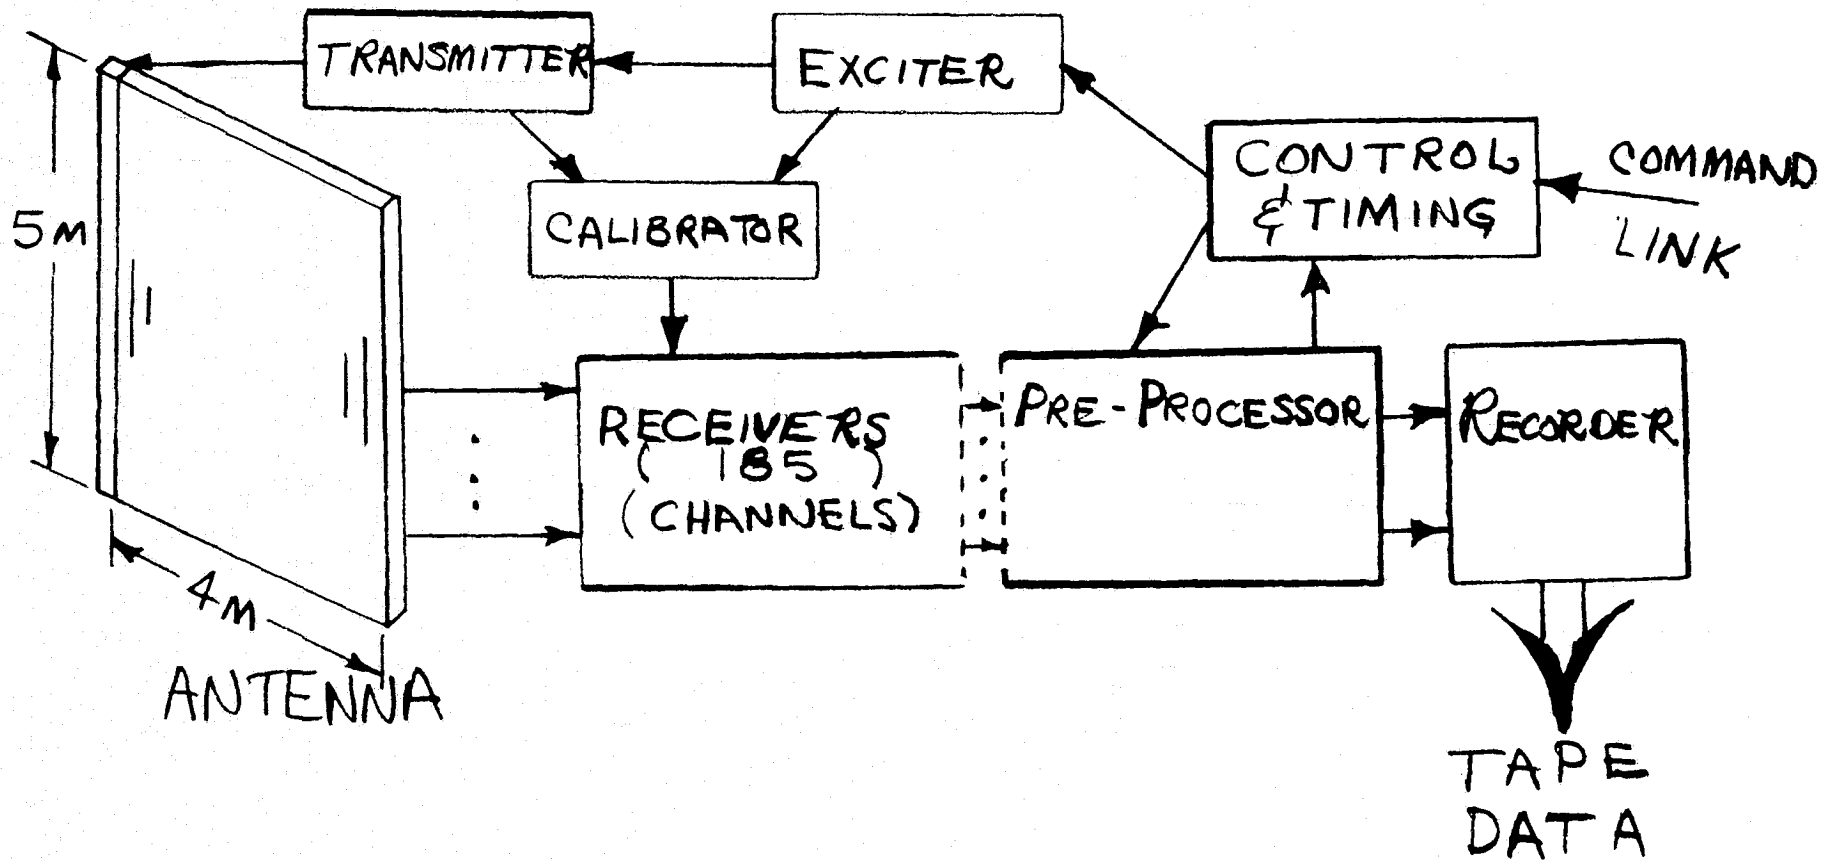 TRANSMITTER
EXCITER
CONTROL
& TIMING
COMMAND
LINK
5M
CALIBRATOR
RECEIVERS
( 185 )
(CHANNELS)
PRE-PROCESSOR
RECORDER
4M
ANTENNA
TAPE
DATA